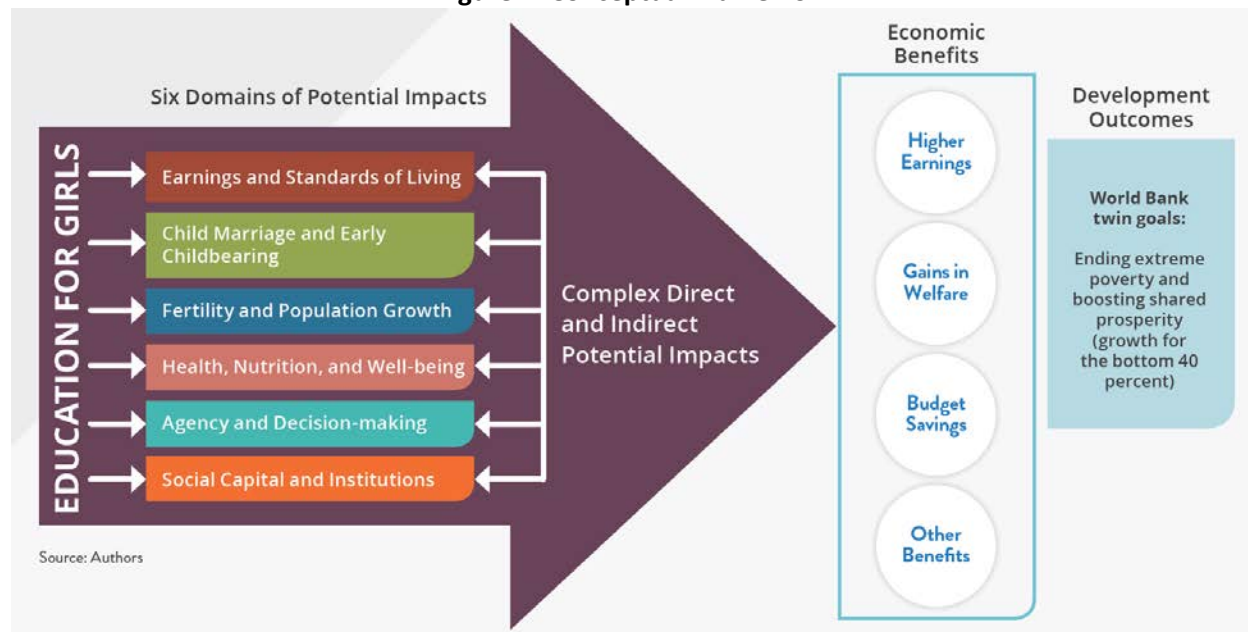 Six Domains of Potential Impacts
EDUCATION FOR GIRLS
Earnings and Standards of Living
Child Marriage and Early
Childbearing
Fertility and Population Growth
Health, Nutrition, and Well-being
Agency and Decision-making
Social Capital and Institutions
Complex Direct
and Indirect
Potential Impacts
Economic
Benefits
Higher
Earnings
Gains in
Welfare
Budget
Savings
Other
Benefits
Development
Outcomes
World Bank
twin goals:
Ending extreme
poverty and
boosting shared
prosperity
(growth for
the bottom 40
percent)
Source: Authors